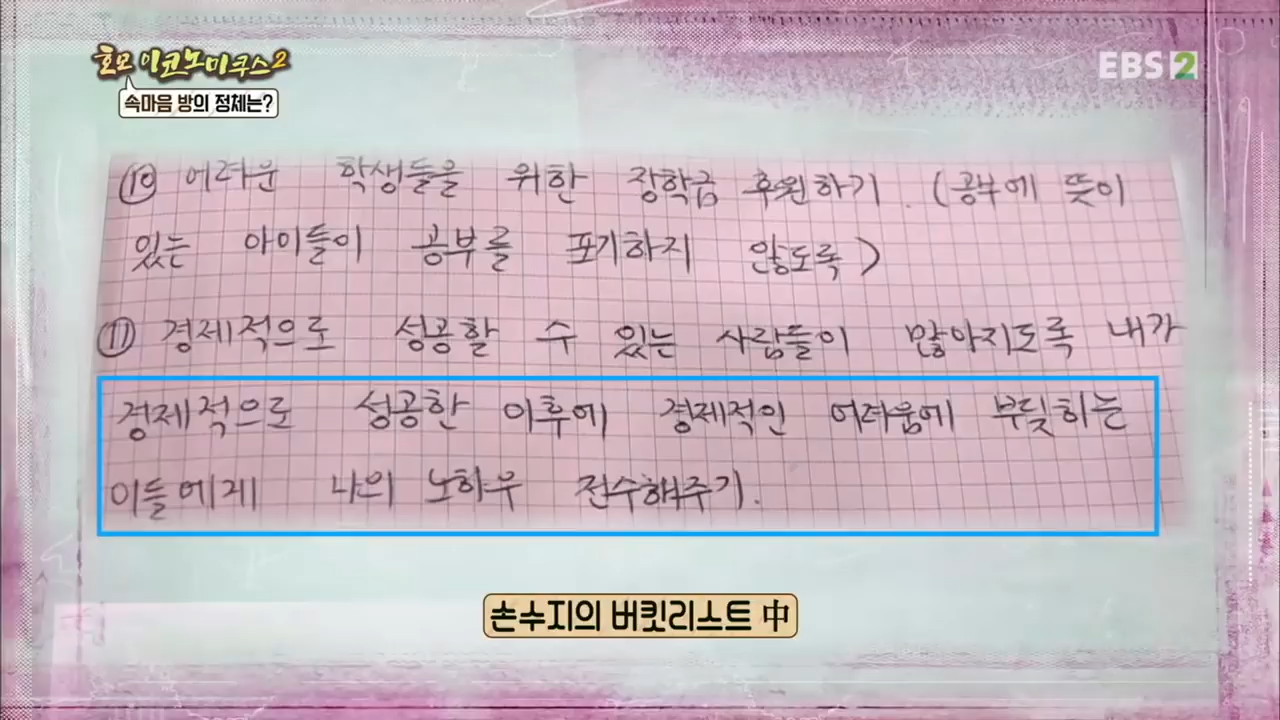 호모 이코노미쿠스2
EBS 2
속마음 방의 정체는?
⑩ 어려운 학생들을 위한 장학금 후원하기. (공부에 뜻이
있는 아이들이 공부를 포기하지 않도록)
⑪ 경제적으로 성공할 수 있는 사람들이 많아지도록 내가
경제적으로 성공한 이후에 경제적인 어려움에 부딪하는
이들에게 나의 노하우 전수해주기.
손수지의 버킷리스트 中